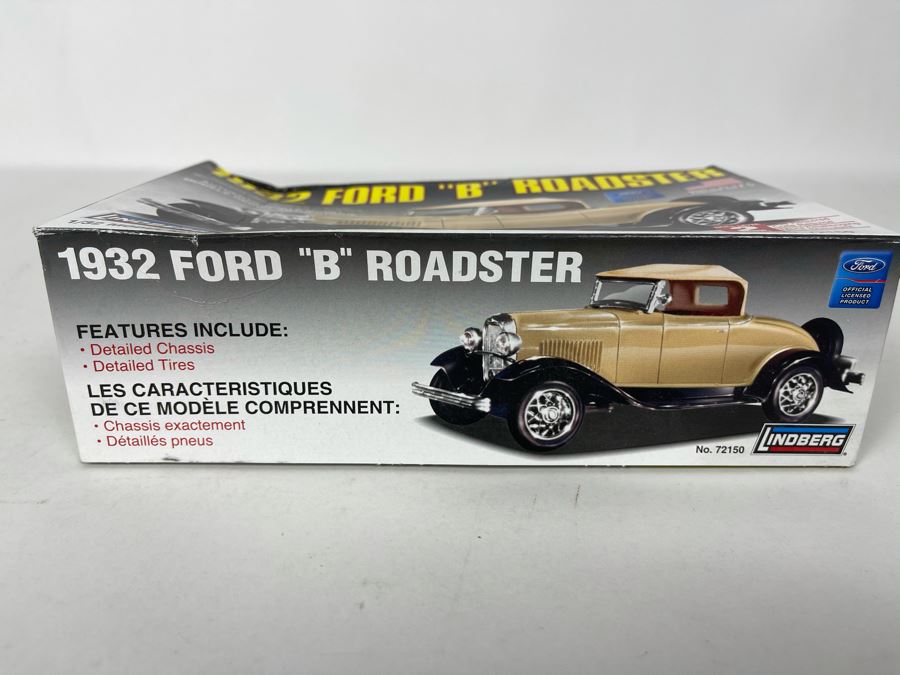 FORD "B" ROADSTER
1932 FORD "B" ROADSTER
Ford
OFFICIAL
LICENSED
PRODUCT
FEATURES INCLUDE:
• Detailed Chassis
• Detailed Tires
LES CARACTERISTIQUES
DE CE MODÈLE COMPRENNENT:
• Chassis exactement
• Détaillés pneus
No. 72150
LINDBERG